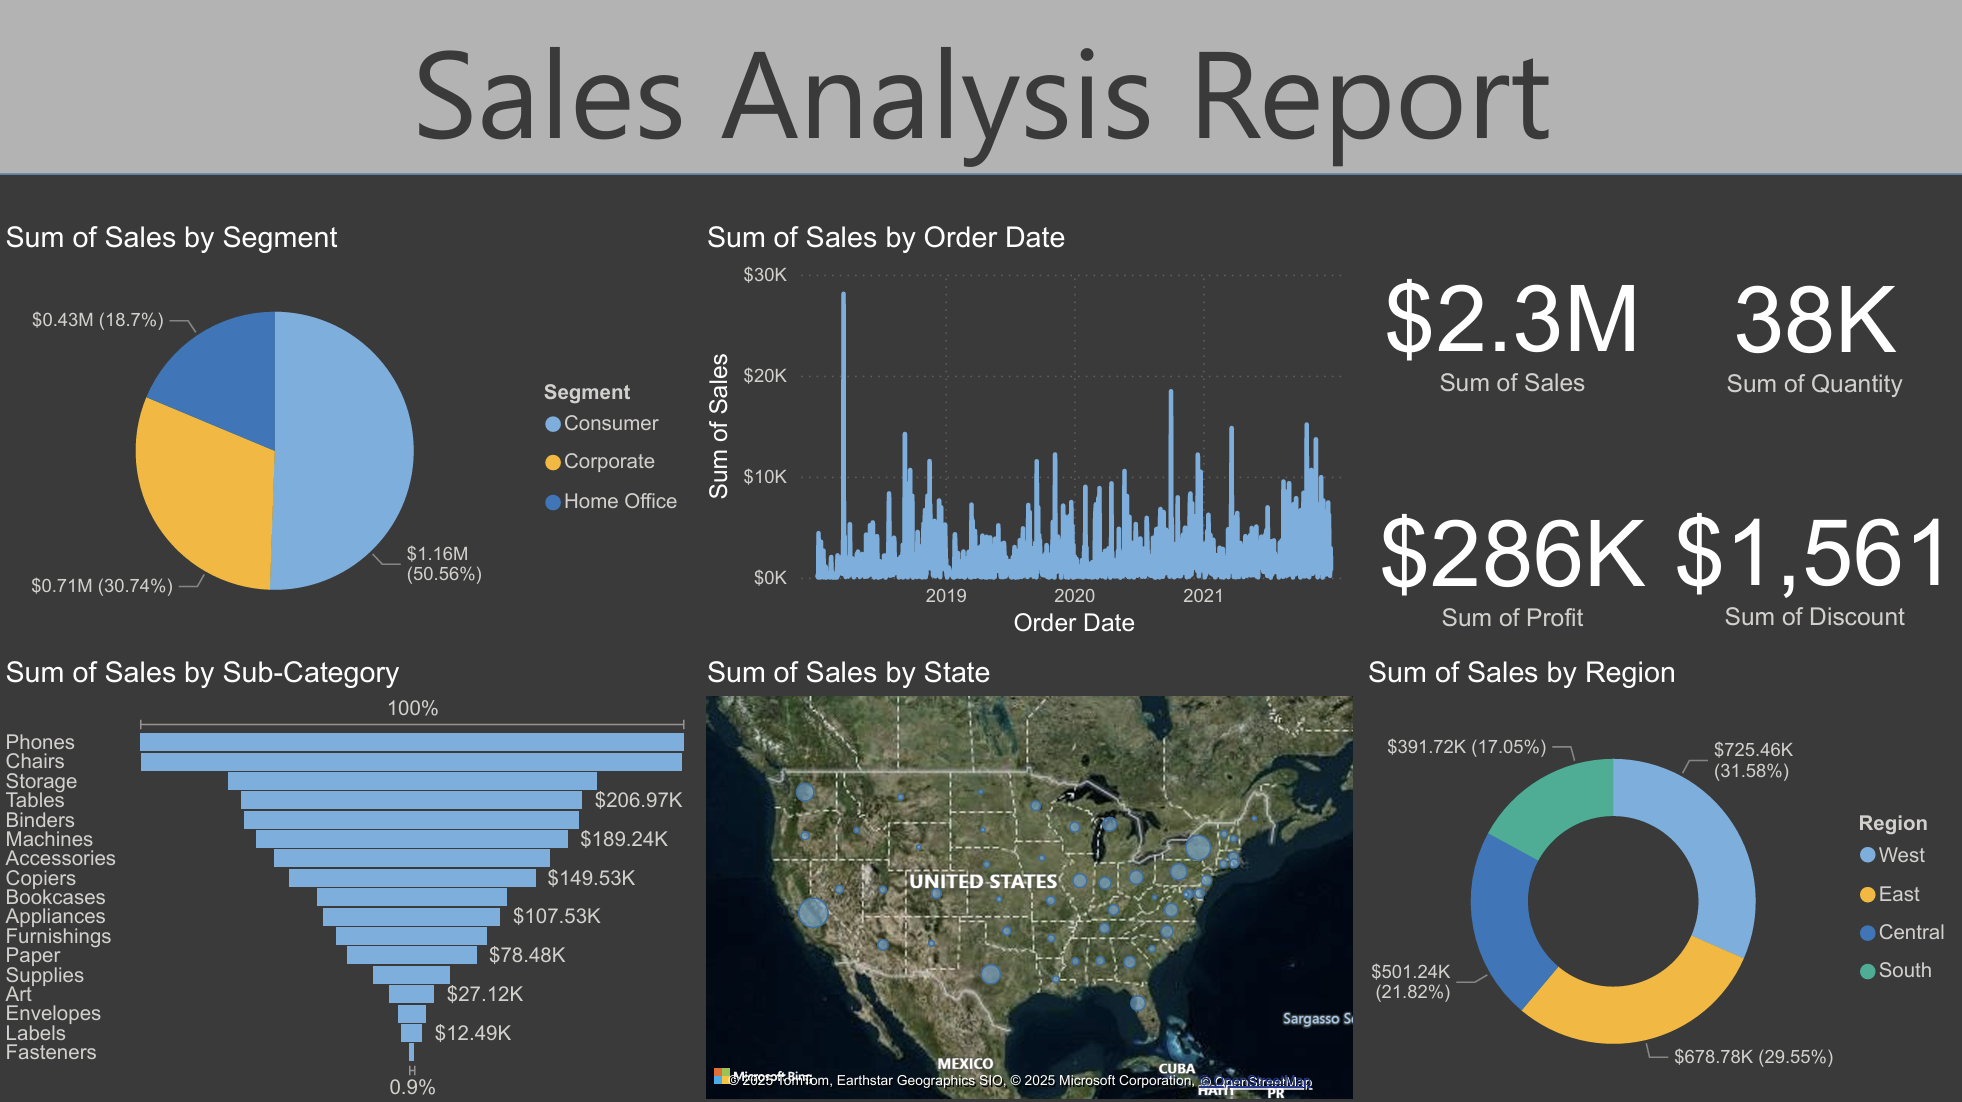 Sales Analysis Report
Sum of Sales by Segment
$0.43M (18.7%)
$0.71M (30.74%)
$1.16M
(50.56%)
Segment
Consumer
Corporate
Home Office
Sum of Sales by Order Date
Sum of Sales
$30K
$20K
$10K
$0K
2019
2020
2021
Order Date
$2.3M
Sum of Sales
38K
Sum of Quantity
$286K
Sum of Profit
$1,561
Sum of Discount
Sum of Sales by Sub-Category
100%
Phones
Chairs
Storage
Tables
$206.97K
Binders
Machines
$189.24K
Accessories
Copiers
$149.53K
Bookcases
Appliances
$107.53K
Furnishings
Paper
$78.48K
Supplies
Art
$27.12K
Envelopes
Labels
$12.49K
Fasteners
0.9%
Sum of Sales by State
UNITED STATES
Sargasso S
MEXICO
CUBA
HAITI
PR
Microsoft Bing
© 2025 TomTom, Earthstar Geographics SIO, © 2025 Microsoft Corporation, © OpenStreetMap
Sum of Sales by Region
$391.72K (17.05%)
$725.46K
(31.58%)
$501.24K
(21.82%)
$678.78K (29.55%)
Region
West
East
Central
South